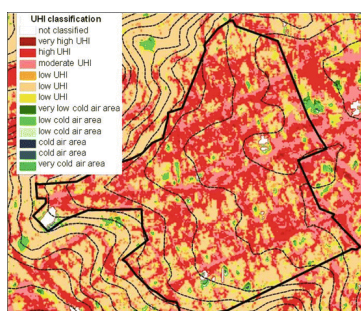 UHI classification
not classified
very high UHI
high UHI
moderate UHI
low UHI
low UHI
low UHI
very low cold air area
low cold air area
low cold air area
cold air area
cold air area
very cold air area